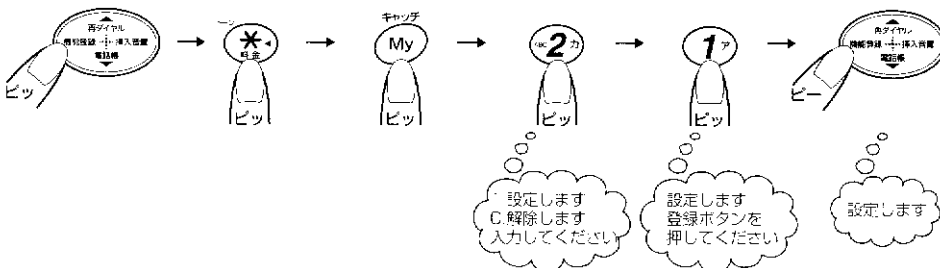 再ダイヤル
機能登録 挿入音量
電話帳
ピッ
✱
料金
ピッ
キャッチ
My
ピッ
ABC 2 カ
ピッ
1 ア
ピッ
再ダイヤル
機能登録 挿入音量
電話帳
ピー
設定します
解除します
入力してください
設定します
登録ボタンを
押してください
設定します